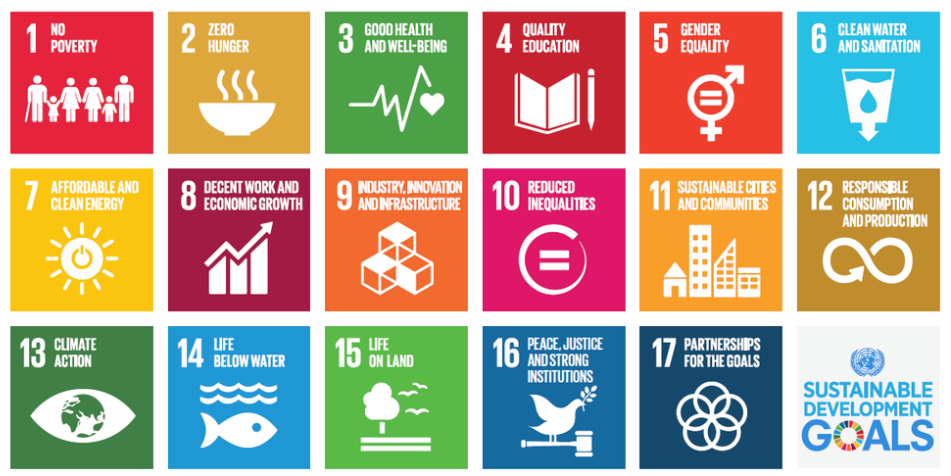 1 NO
POVERTY
2 ZERO
HUNGER
3 GOOD HEALTH
AND WELL-BEING
4 QUALITY
EDUCATION
5 GENDER
EQUALITY
6 CLEAN WATER
AND SANITATION
7 AFFORDABLE AND
CLEAN ENERGY
8 DECENT WORK AND
ECONOMIC GROWTH
9 INDUSTRY, INNOVATION
AND INFRASTRUCTURE
10 REDUCED
INEQUALITIES
11 SUSTAINABLE CITIES
AND COMMUNITIES
12 RESPONSIBLE
CONSUMPTION
AND PRODUCTION
13 CLIMATE
ACTION
14 LIFE
BELOW WATER
15 LIFE
ON LAND
16 PEACE, JUSTICE
AND STRONG
INSTITUTIONS
17 PARTNERSHIPS
FOR THE GOALS
SUSTAINABLE
DEVELOPMENT
GOALS